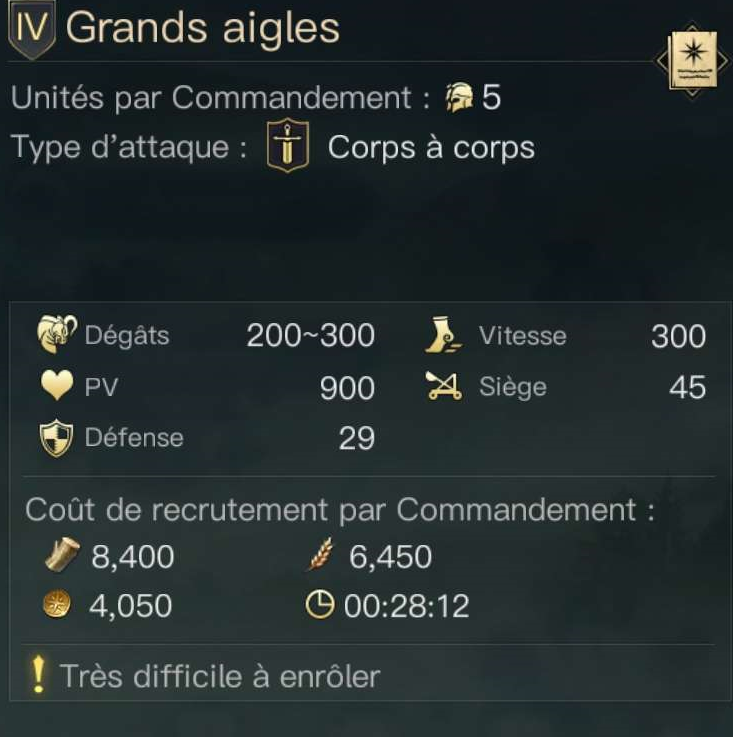 IV Grands aigles
Unités par Commandement : 5
Type d'attaque : Corps à corps
Dégâts 200~300 Vitesse 300
PV 900 Siège 45
Défense 29
Coût de recrutement par Commandement :
8,400 6,450
4,050 00:28:12
Très difficile à enrôler